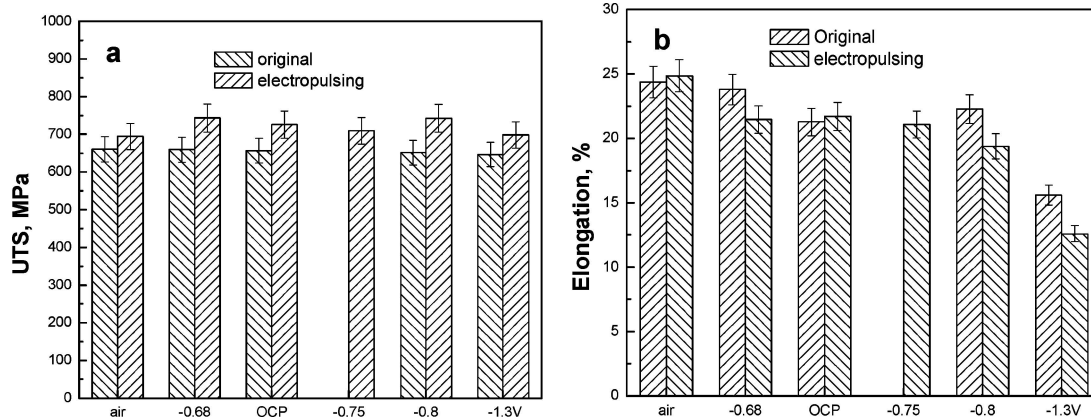 a
original
electropulsing
UTS, MPa
1000
900
800
700
600
500
400
300
200
100
0
air -0.68 OCP -0.75 -0.8 -1.3V
b
Original
electropulsing
Elongation, %
30
25
20
15
10
5
0
air -0.68 OCP -0.75 -0.8 -1.3V